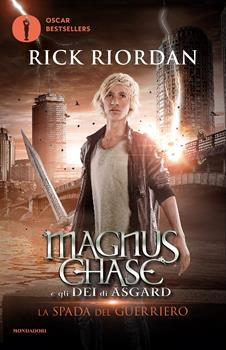 OSCAR
BESTSELLERS
RICK RIORDAN
MAGNUS
CHASE
e gli DEI di ASGARD
LA SPADA DEL GUERRIERO
MONDADORI